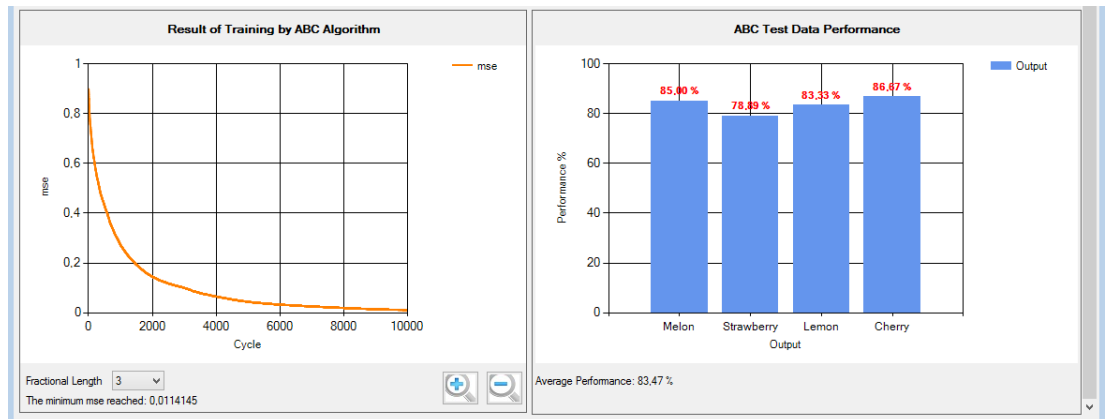 Result of Training by ABC Algorithm
1
0,8
0,6
0,4
0,2
0
mse
0 2000 4000 6000 8000 10000
Cycle
mse
Fractional Length 3
The minimum mse reached: 0,0114145
ABC Test Data Performance
100
80
60
40
20
0
Performance %
85,00 %
78,89 %
83,33 %
86,67 %
Melon Strawberry Lemon Cherry
Output
Output
Average Performance: 83,47 %